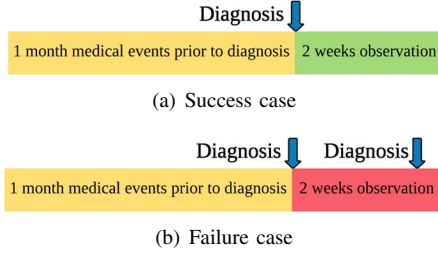 Diagnosis
1 month medical events prior to diagnosis 2 weeks observation
(a) Success case
Diagnosis Diagnosis
1 month medical events prior to diagnosis 2 weeks observation
(b) Failure case